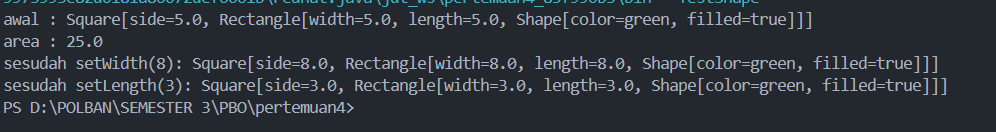 awal : Square[side=5.0, Rectangle[width=5.0, length=5.0, Shape[color=green, filled=true]]]
area : 25.0
sesudah setWidth(8): Square[side=8.0, Rectangle[width=8.0, length=8.0, Shape[color=green, filled=true]]]
sesudah setLength(3): Square[side=3.0, Rectangle[width=3.0, length=3.0, Shape[color=green, filled=true]]]
PS D:\POLBAN\SEMESTER 3\PBO\pertemuan4>